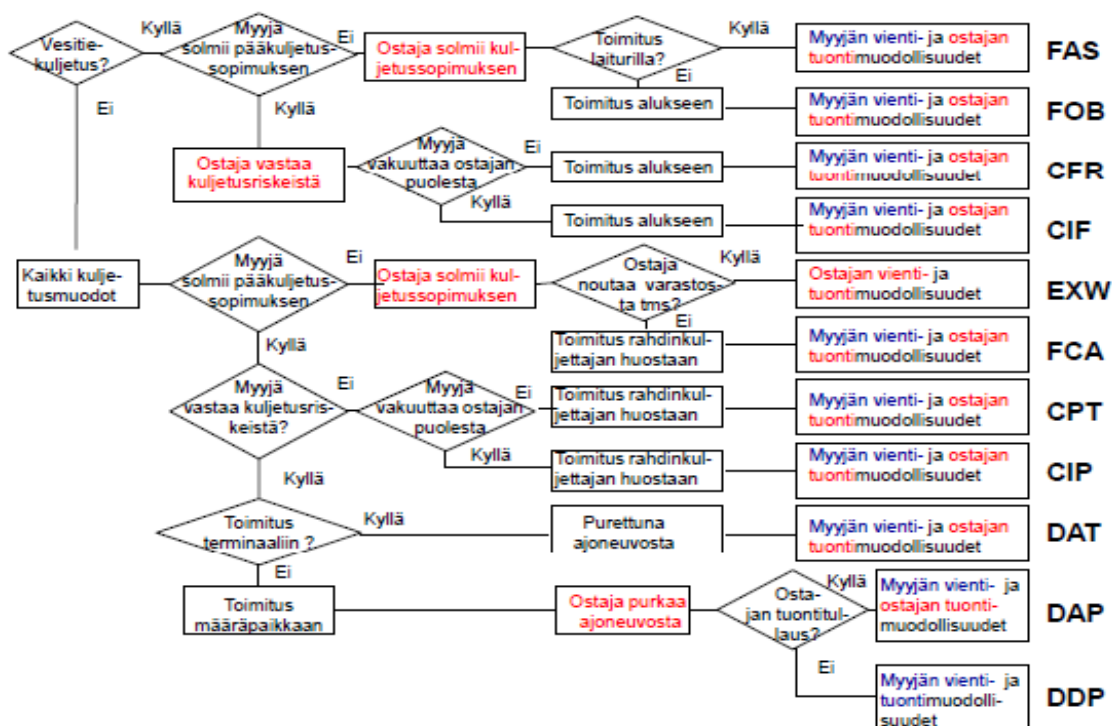 Vesitie-
kuljetus?
Kyllä
Myyjä
solmii pääkuljetus-
sopimuksen
Ei
Ostaja solmii kul-
jetussopimuksen
Toimitus
laiturilla?
Kyllä
Myyjän vienti- ja ostajan
tuontimuodollisuudet
FAS
Ei
Toimitus alukseen
Myyjän vienti- ja ostajan
tuontimuodollisuudet
FOB
Ei
Kyllä
Ostaja vastaa
kuljetusriskeistä
Myyjä
vakuuttaa ostajan
puolesta
Ei
Toimitus alukseen
Myyjän vienti- ja ostajan
tuontimuodollisuudet
CFR
Kyllä
Toimitus alukseen
Myyjän vienti- ja ostajan
tuontimuodollisuudet
CIF
Kaikki kulje-
tusmuodot
Myyjä
solmii pääkuljetus-
sopimuksen
Ei
Ostaja solmii kul-
jetussopimuksen
Ostaja
noutaa varastos-
ta tms?
Kyllä
Ostajan vienti- ja
tuontimuodollisuudet
EXW
Ei
Toimitus rahdinkul-
jettajan huostaan
Myyjän vienti- ja ostajan
tuontimuodollisuudet
FCA
Kyllä
Myyjä
vastaa kuljetusris-
keistä?
Ei
Myyjä
vakuuttaa ostajan
puolesta
Ei
Toimitus rahdinkul-
jettajan huostaan
Myyjän vienti- ja ostajan
tuontimuodollisuudet
CPT
Kyllä
Toimitus rahdinkul-
jettajan huostaan
Myyjän vienti- ja ostajan
tuontimuodollisuudet
CIP
Kyllä
Toimitus
terminaaliin ?
Kyllä
Purettuna
ajoneuvosta
Myyjän vienti- ja ostajan
tuontimuodollisuudet
DAT
Ei
Toimitus
määräpaikkaan
Ostaja purkaa
ajoneuvosta
Osta-
jan tuontitul-
laus?
Kyllä
Myyjän vienti- ja
ostajan tuonti-
muodollisuudet
DAP
Ei
Myyjän vienti- ja
tuontimuodolli-
suudet
DDP